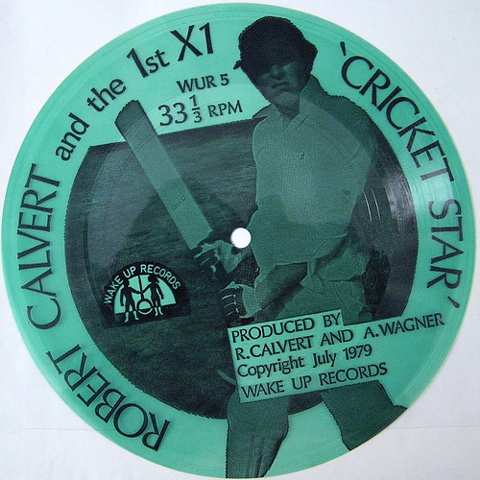 ROBERT CALVERT and the 1st X1
'CRICKET STAR'
WUR 5
33 1/3 RPM
WAKE UP RECORDS
PRODUCED BY
R. CALVERT AND A. WAGNER
Copyright July 1979
WAKE UP RECORDS